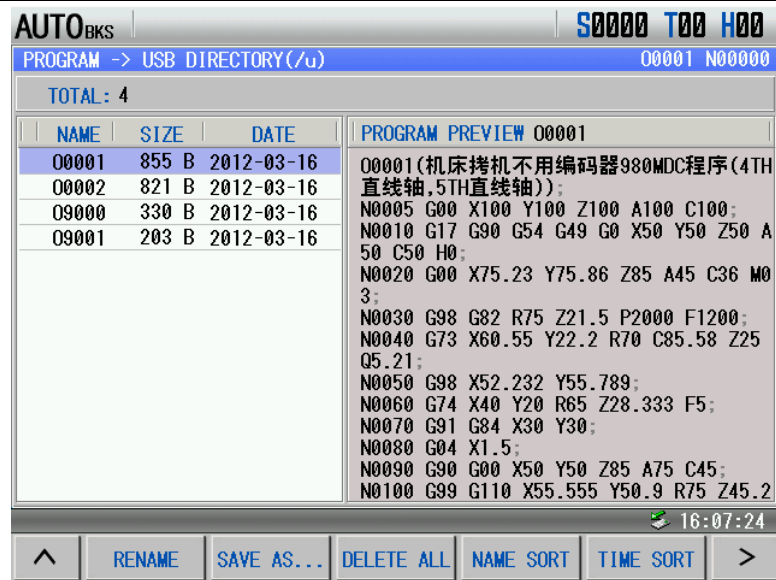 AUTO BKS S0000 T00 H00
PROGRAM -> USB DIRECTORY(/u) O0001 N00000
TOTAL: 4
NAME SIZE DATE
O0001 855 B 2012-03-16
O0002 821 B 2012-03-16
O9000 330 B 2012-03-16
O9001 203 B 2012-03-16
PROGRAM PREVIEW O0001
O0001(机床拷机不用编码器980MDC程序(4TH
直线轴,5TH直线轴));
N0005 G00 X100 Y100 Z100 A100 C100;
N0010 G17 G90 G54 G49 G0 X50 Y50 Z50 A
50 C50 H0;
N0020 G00 X75.23 Y75.86 Z85 A45 C36 M0
3;
N0030 G98 G82 R75 Z21.5 P2000 F1200;
N0040 G73 X60.55 Y22.2 R70 C85.58 Z25
Q5.21;
N0050 G98 X52.232 Y55.789;
N0060 G74 X40 Y20 R65 Z28.333 F5;
N0070 G91 G84 X30 Y30;
N0080 G04 X1.5;
N0090 G90 G00 X50 Y50 Z85 A75 C45;
N0100 G99 G110 X55.555 Y50.9 R75 Z45.2
16:07:24
^ RENAME SAVE AS... DELETE ALL NAME SORT TIME SORT >